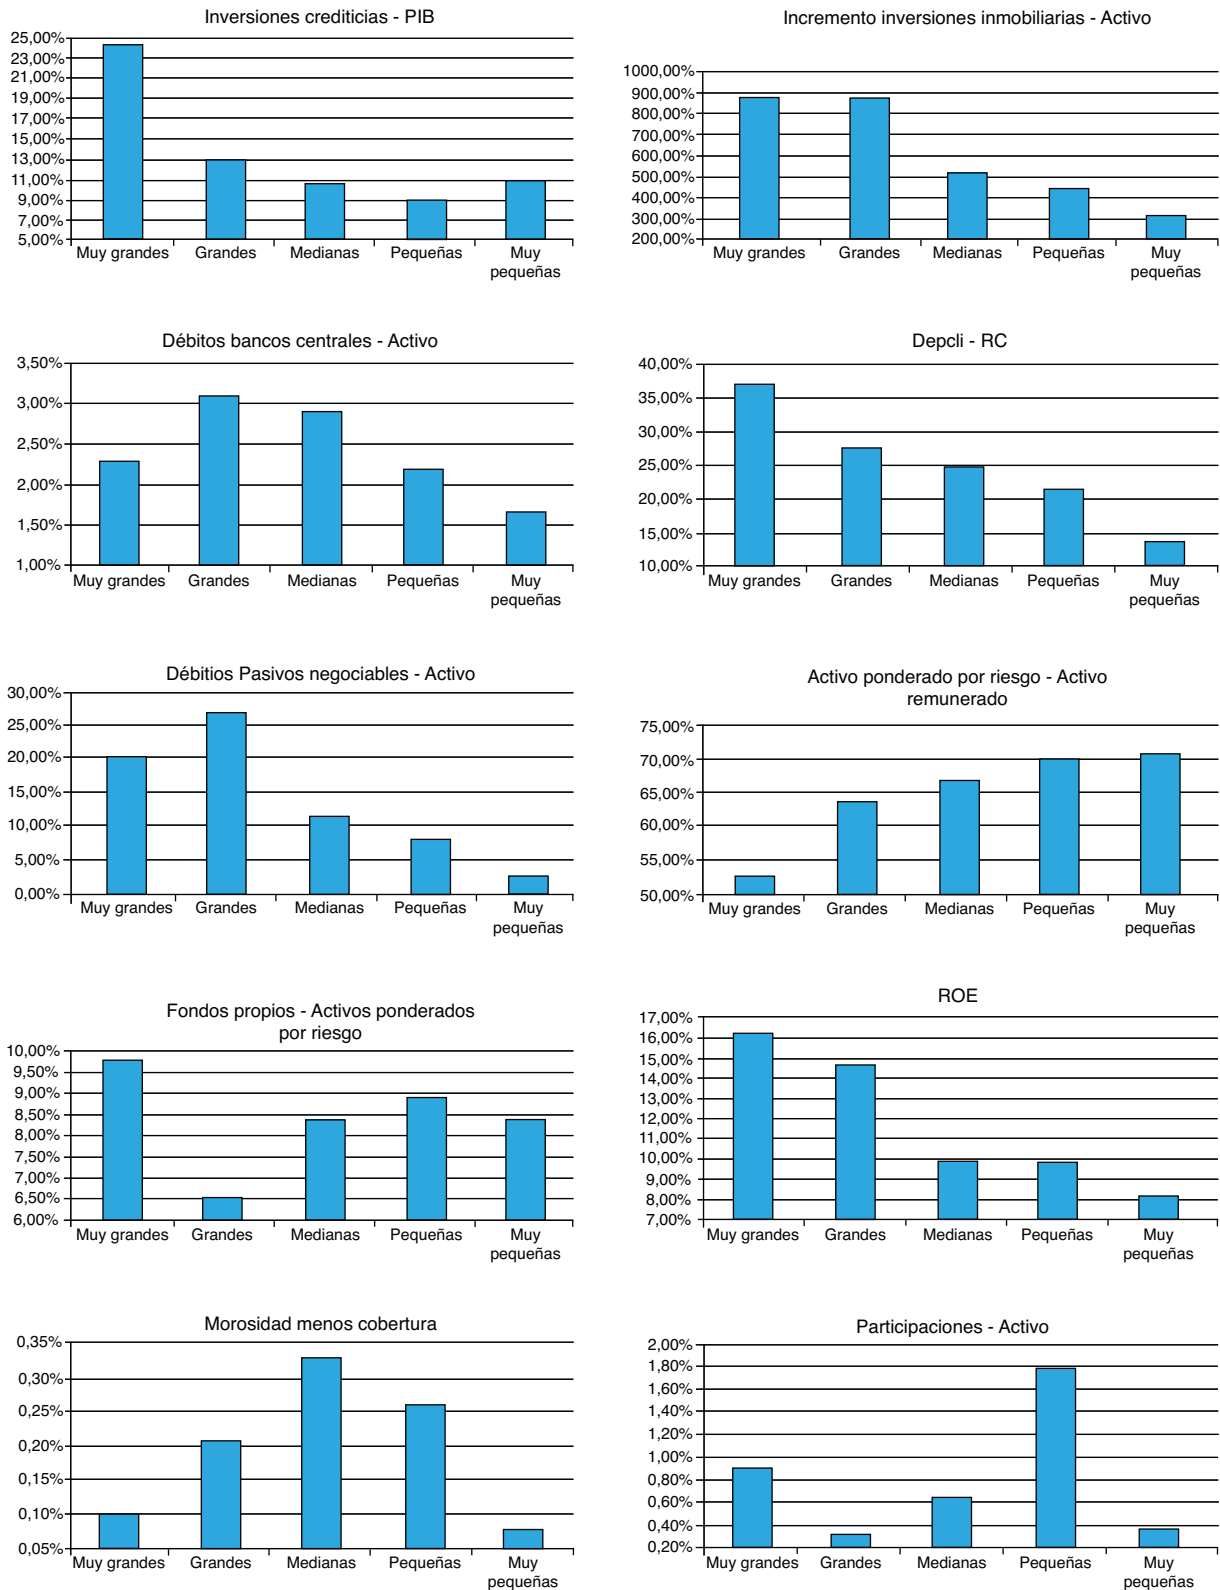 Inversiones crediticias - PIB
25,00%
23,00%
21,00%
19,00%
17,00%
15,00%
13,00%
11,00%
9,00%
7,00%
5,00%
Muy grandes Grandes Medianas Pequeñas Muy
pequeñas
Incremento inversiones inmobiliarias - Activo
1000,00%
900,00%
800,00%
700,00%
600,00%
500,00%
400,00%
300,00%
200,00%
Muy grandes Grandes Medianas Pequeñas Muy
pequeñas
Débitos bancos centrales - Activo
3,50%
3,00%
2,50%
2,00%
1,50%
1,00%
Muy grandes Grandes Medianas Pequeñas Muy
pequeñas
Depcli - RC
40,00%
35,00%
30,00%
25,00%
20,00%
15,00%
10,00%
Muy grandes Grandes Medianas Pequeñas Muy
pequeñas
Débitios Pasivos negociables - Activo
30,00%
25,00%
20,00%
15,00%
10,00%
5,00%
0,00%
Muy grandes Grandes Medianas Pequeñas Muy
pequeñas
Activo ponderado por riesgo - Activo
remunerado
75,00%
70,00%
65,00%
60,00%
55,00%
50,00%
Muy grandes Grandes Medianas Pequeñas Muy
pequeñas
Fondos propios - Activos ponderados
por riesgo
10,00%
9,50%
9,00%
8,50%
8,00%
7,50%
7,00%
6,50%
6,00%
Muy grandes Grandes Medianas Pequeñas Muy
pequeñas
ROE
17,00%
16,00%
15,00%
14,00%
13,00%
12,00%
11,00%
10,00%
9,00%
8,00%
7,00%
Muy grandes Grandes Medianas Pequeñas Muy
pequeñas
Morosidad menos cobertura
0,35%
0,30%
0,25%
0,20%
0,15%
0,10%
0,05%
Muy grandes Grandes Medianas Pequeñas Muy
pequeñas
Participaciones - Activo
2,00%
1,80%
1,60%
1,40%
1,20%
1,00%
0,80%
0,60%
0,40%
0,20%
Muy grandes Grandes Medianas Pequeñas Muy
pequeñas